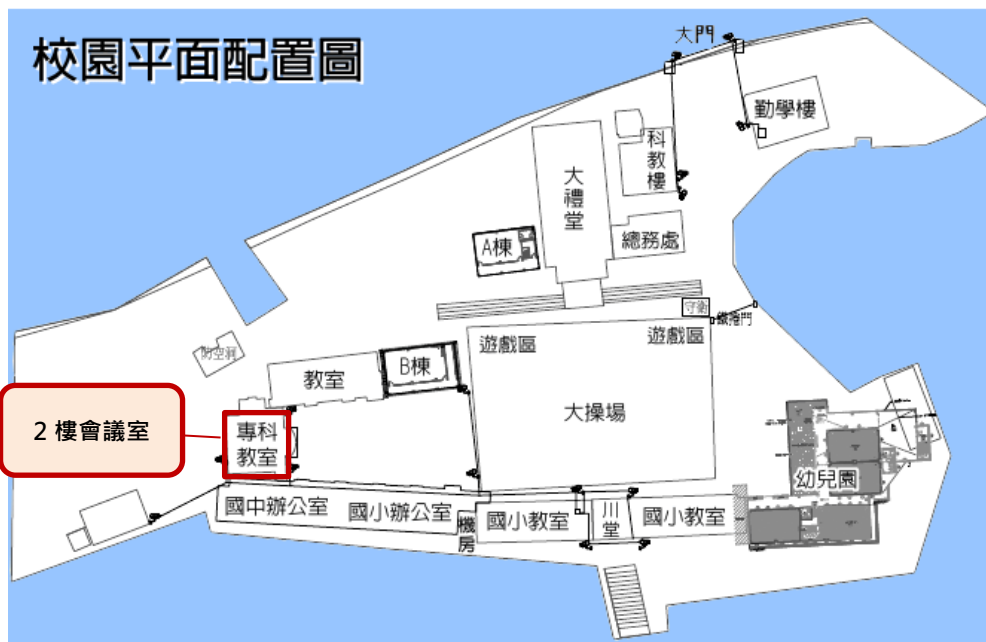 校園平面配置圖
大門
勤學樓
科教樓
大禮堂
總務處
A棟
守衛
鐵捲門
遊戲區
遊戲區
防空洞
教室
B棟
大操場
2樓會議室
專科
教室
幼兒園
國中辦公室
國小辦公室
機房
國小教室
川堂
國小教室